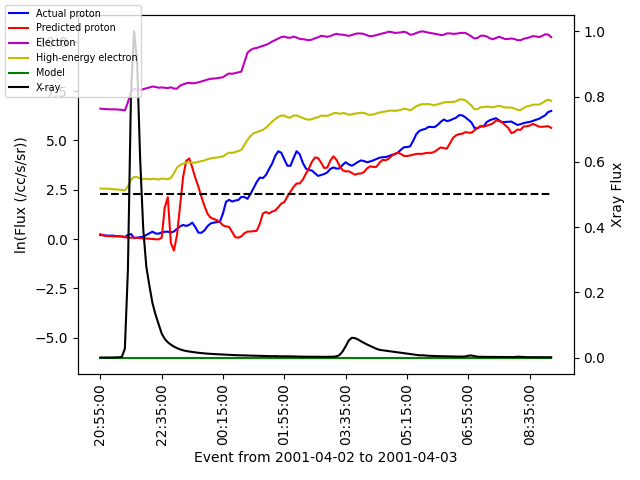 Actual proton
Predicted proton
Electron
High-energy electron
Model
X-ray
7.5
5.0
2.5
0.0
−2.5
−5.0
ln(Flux (/cc/s/sr))
1.0
0.8
0.6
0.4
0.2
0.0
Xray Flux
20:55:00
22:35:00
00:15:00
01:55:00
03:35:00
05:15:00
06:55:00
08:35:00
Event from 2001-04-02 to 2001-04-03